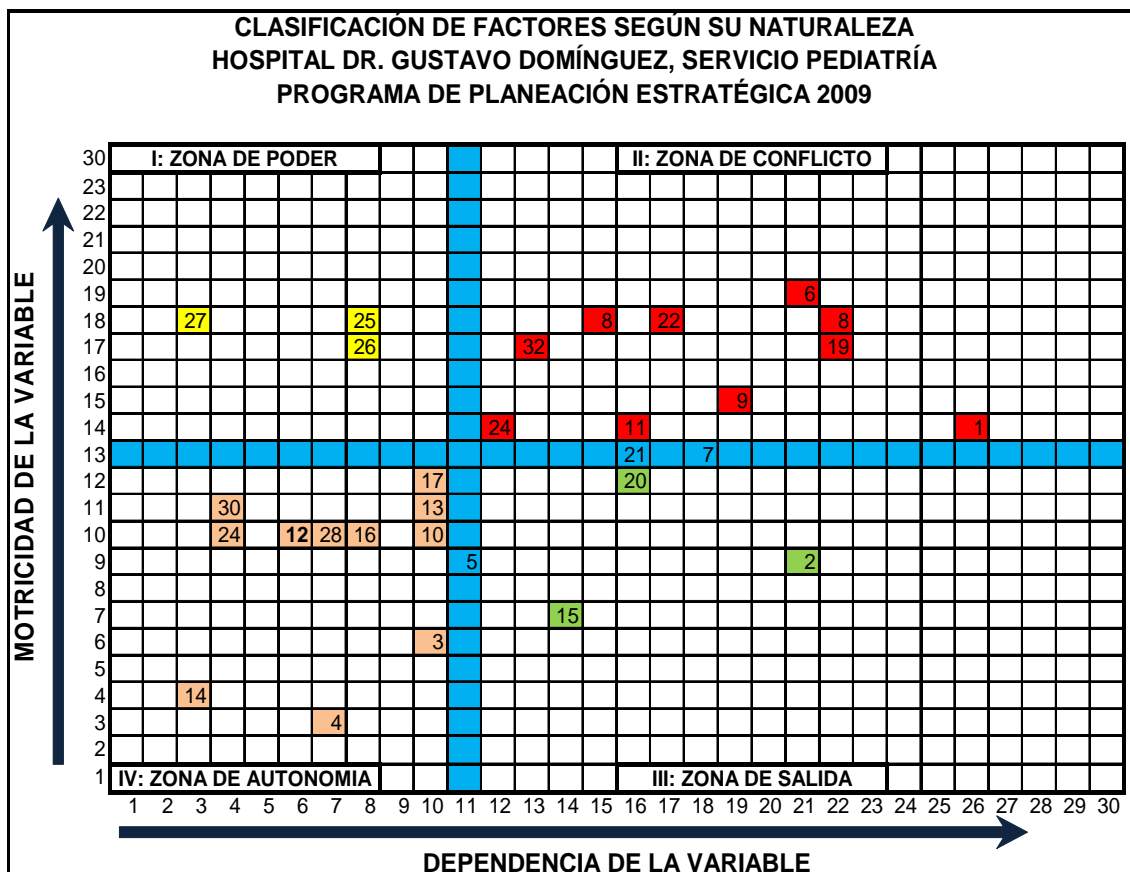 CLASIFICACIÓN DE FACTORES SEGÚN SU NATURALEZA
HOSPITAL DR. GUSTAVO DOMÍNGUEZ, SERVICIO PEDIATRÍA
PROGRAMA DE PLANEACIÓN ESTRATÉGICA 2009
MOTRICIDAD DE LA VARIABLE
30 I: ZONA DE PODER II: ZONA DE CONFLICTO
23
22
21
20
19 6
18 27 25 8 22 8
17 26 32 19
16
15 9
14 24 11 1
13 21 7
12 17 20
11 30 13
10 24 12 28 16 10
9 5 2
8
7 15
6 3
5
4 14
3 4
2
1 IV: ZONA DE AUTONOMIA III: ZONA DE SALIDA
1 2 3 4 5 6 7 8 9 10 11 12 13 14 15 16 17 18 19 20 21 22 23 24 25 26 27 28 29 30
DEPENDENCIA DE LA VARIABLE